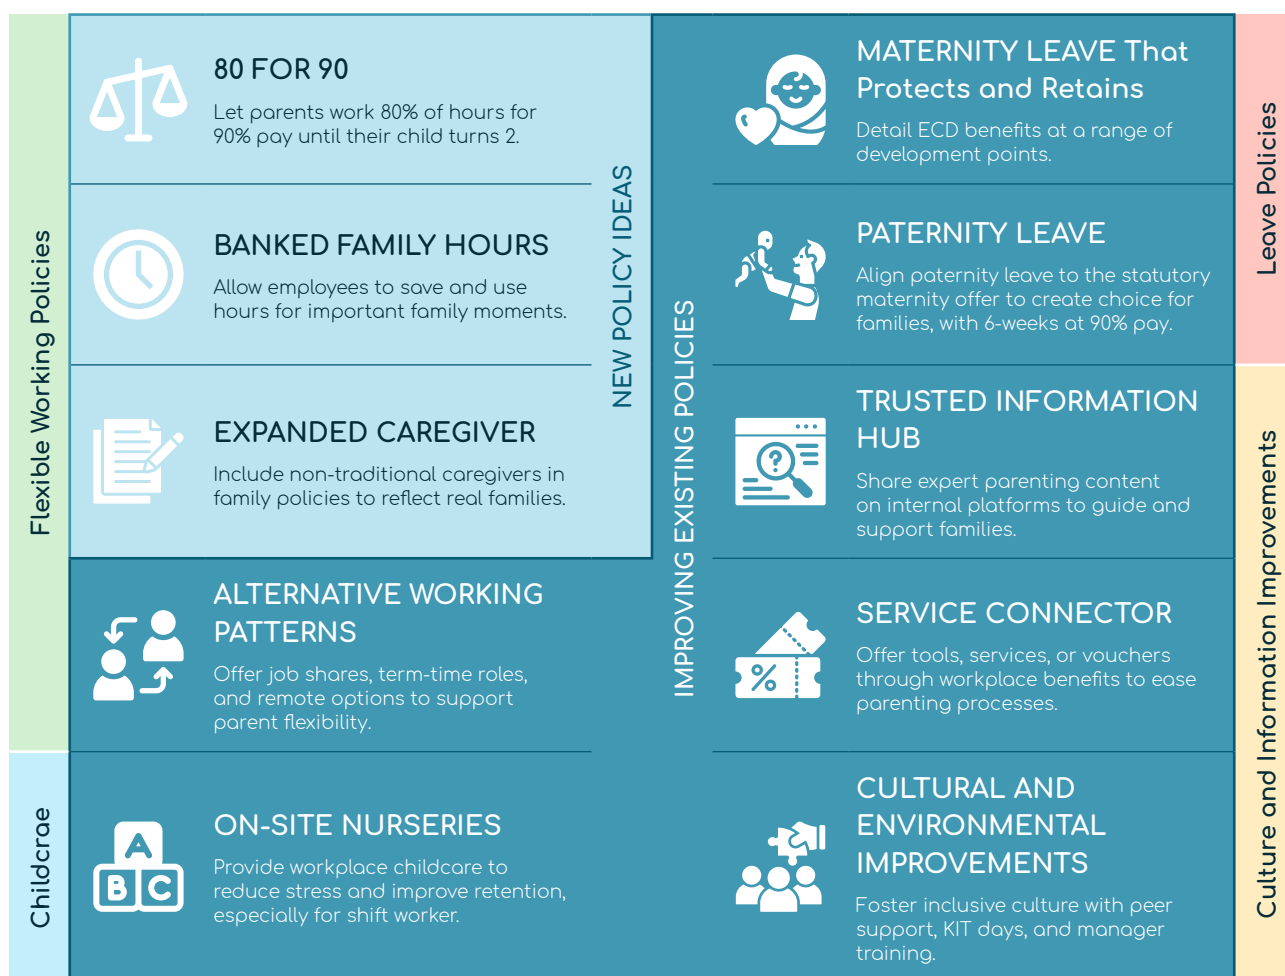 Flexible Working Policies
Childcrae
80 FOR 90
Let parents work 80% of hours for
90% pay until their child turns 2.
BANKED FAMILY HOURS
Allow employees to save and use
hours for important family moments.
EXPANDED CAREGIVER
Include non-traditional caregivers in
family policies to reflect real families.
NEW POLICY IDEAS
ALTERNATIVE WORKING
PATTERNS
Offer job shares, term-time roles,
and remote options to support
parent flexibility.
A
B C
ON-SITE NURSERIES
Provide workplace childcare to
reduce stress and improve retention,
especially for shift worker.
IMPROVING EXISTING POLICIES
MATERNITY LEAVE That
Protects and Retains
Detail ECD benefits at a range of
development points.
PATERNITY LEAVE
Align paternity leave to the statutory
maternity offer to create choice for
families, with 6-weeks at 90% pay.
?
TRUSTED INFORMATION
HUB
Share expert parenting content
on internal platforms to guide and
support families.
%
SERVICE CONNECTOR
Offer tools, services, or vouchers
through workplace benefits to ease
parenting processes.
CULTURAL AND
ENVIRONMENTAL
IMPROVEMENTS
Foster inclusive culture with peer
support, KIT days, and manager
training.
Leave Policies
Culture and Information Improvements